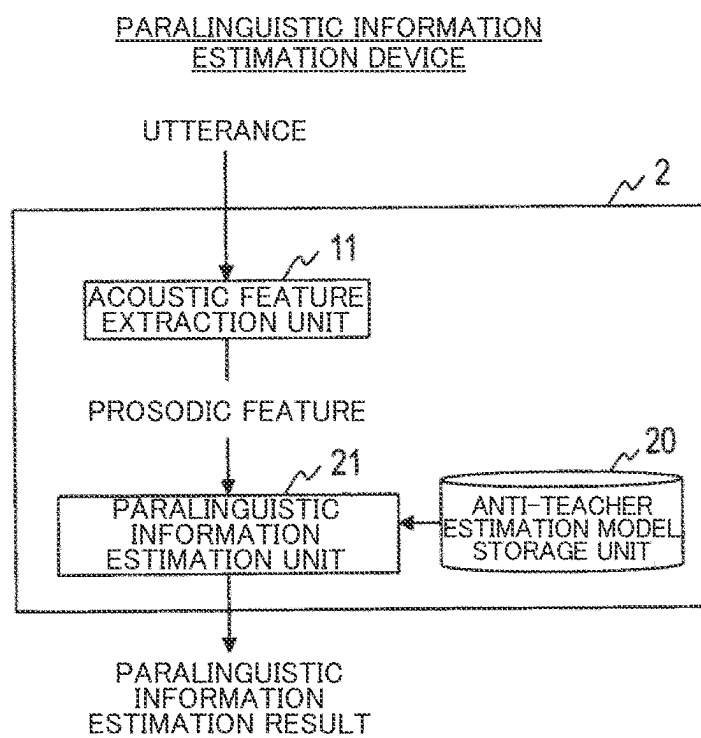 PARALINGUISTIC INFORMATION
ESTIMATION DEVICE
UTTERANCE
2
11
ACOUSTIC FEATURE
EXTRACTION UNIT
PROSODIC FEATURE
21
20
PARALINGUISTIC
INFORMATION
ESTIMATION UNIT
ANTI-TEACHER
ESTIMATION MODEL
STORAGE UNIT
PARALINGUISTIC
INFORMATION
ESTIMATION RESULT